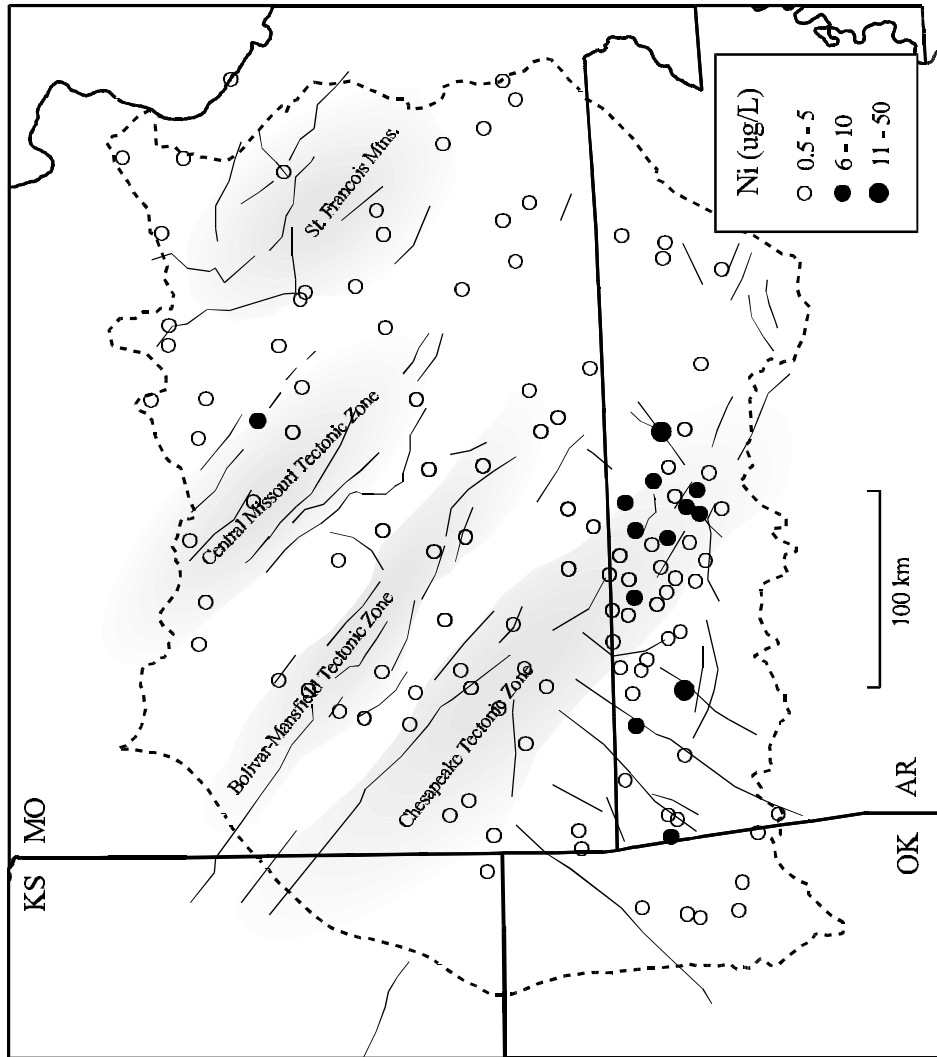 KS
MO
OK
AR
St. Francois Mtns.
Central Missouri Tectonic Zone
Bolivar-Mansfield Tectonic Zone
Chesapeake Tectonic Zone
Ni (ug/L)
0.5 - 5
6 - 10
11 - 50
100 km